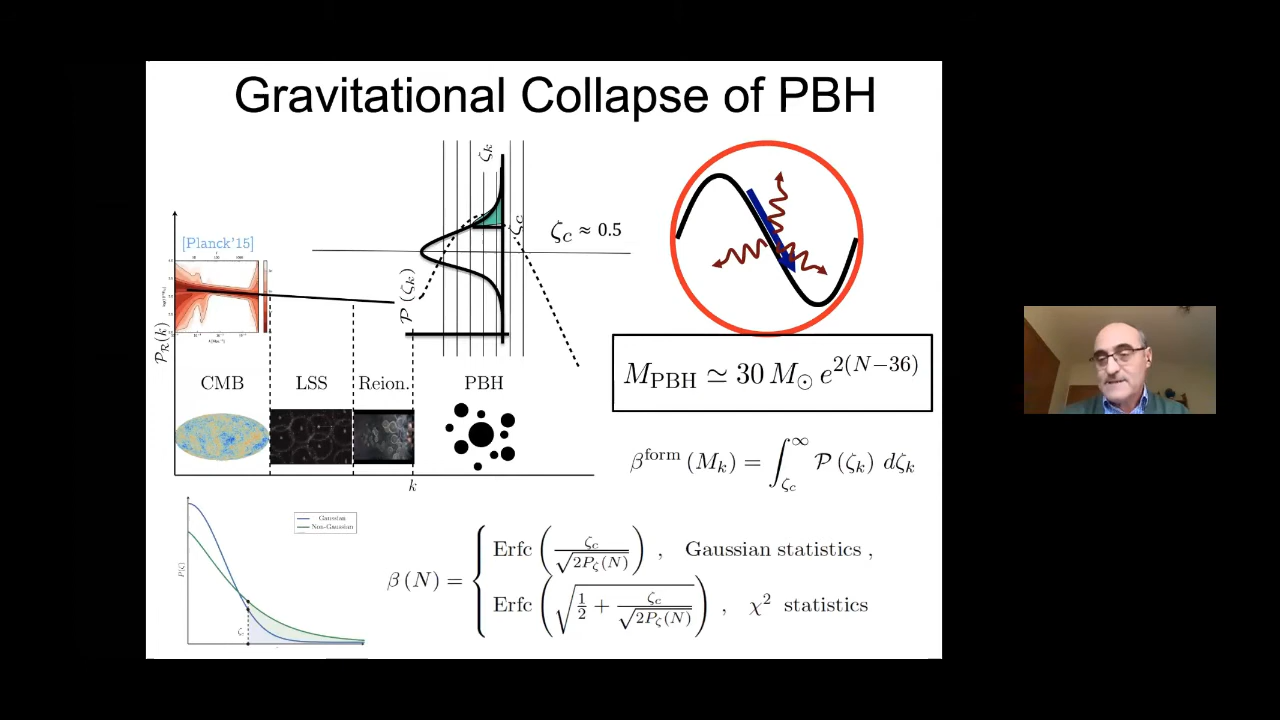 Gravitational Collapse of PBH
[Planck'15]
ζ_k
ζ_c
ζ_c ≈ 0.5
P (ζ_k)
P_R(k)
CMB LSS Reion. PBH
k
M_PBH ≃ 30 M_⊙ e^{2(N−36)}
β^form (M_k) = ∫_{ζ_c}^∞ P (ζ_k) dζ_k
Gaussian
Non-Gaussian
P(ζ)
ζ_c
β (N) = { Erfc ( ζ_c / √(2P_ζ(N)) ) , Gaussian statistics ,
Erfc ( √( 1/2 + ζ_c / √(2P_ζ(N)) ) ) , χ² statistics